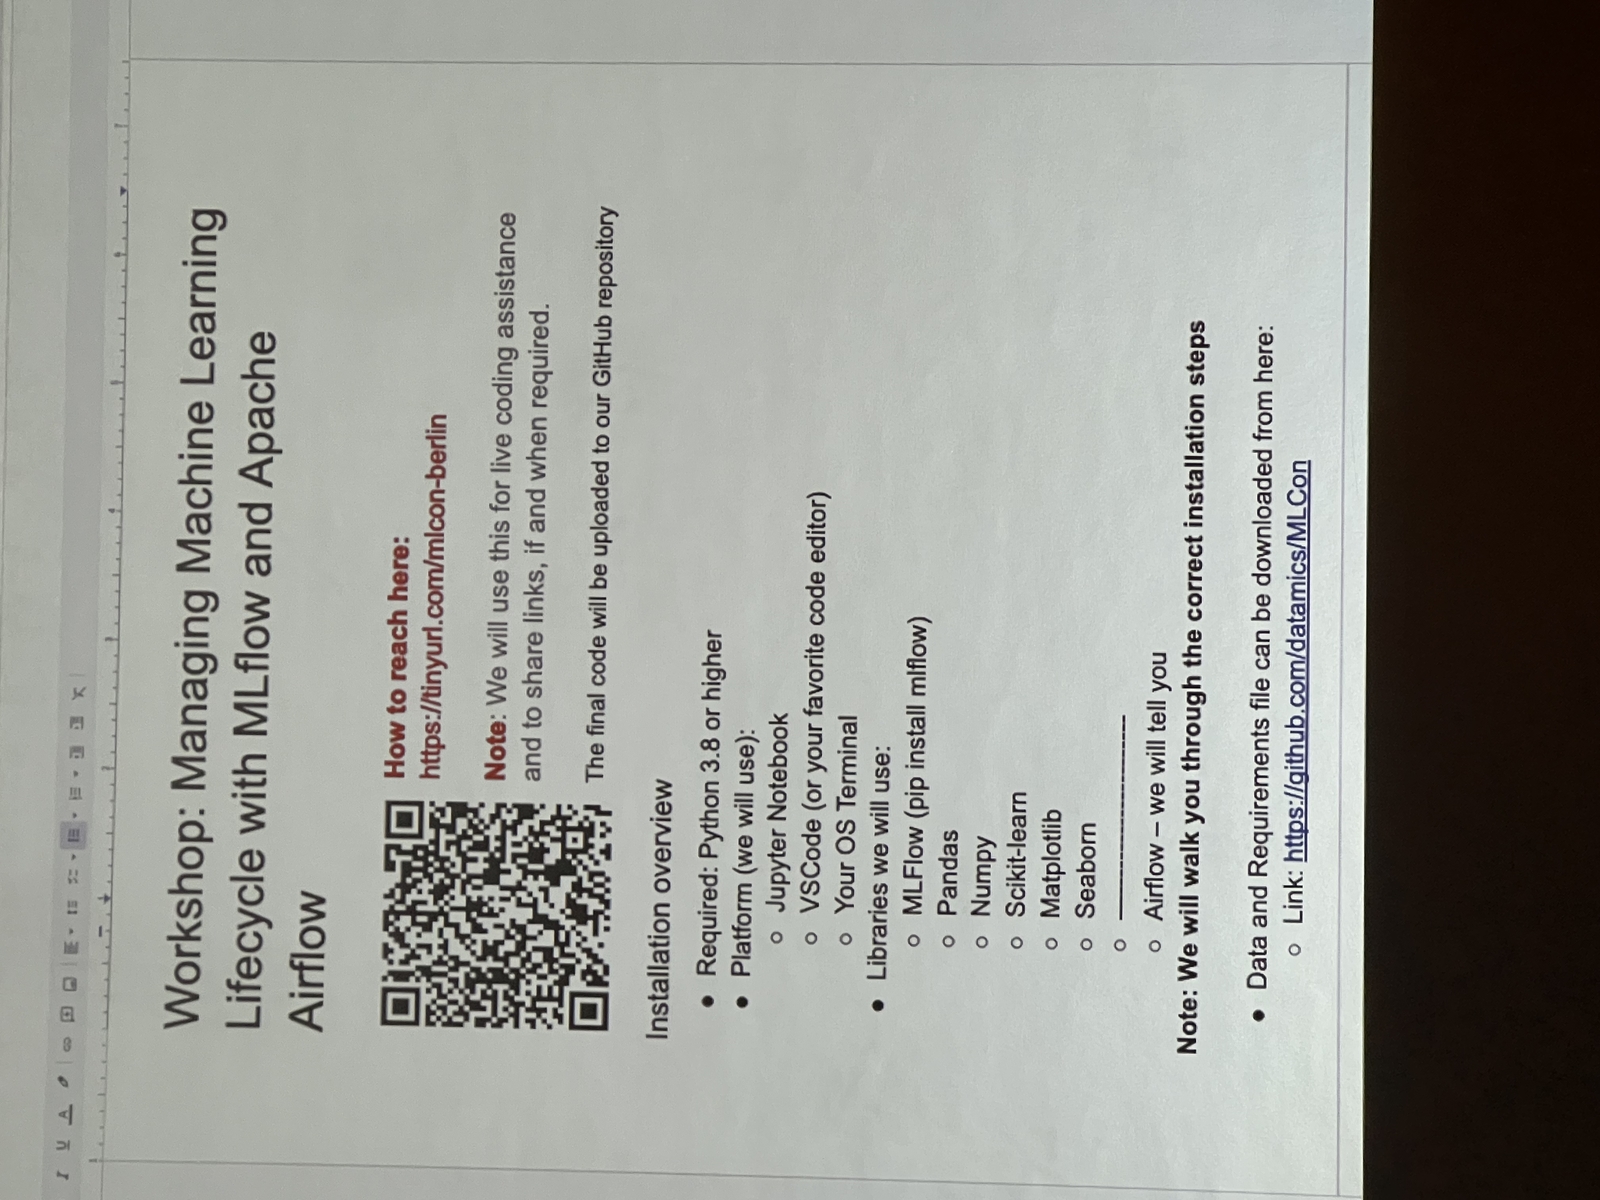 Workshop: Managing Machine Learning
Lifecycle with MLflow and Apache
Airflow
How to reach here:
https://tinyurl.com/mlcon-berlin
Note: We will use this for live coding assistance
and to share links, if and when required.
The final code will be uploaded to our GitHub repository
Installation overview
● Required: Python 3.8 or higher
● Platform (we will use):
○ Jupyter Notebook
○ VSCode (or your favorite code editor)
○ Your OS Terminal
● Libraries we will use:
○ MLFlow (pip install mlflow)
○ Pandas
○ Numpy
○ Scikit-learn
○ Matplotlib
○ Seaborn
○ -------------------------
○ Airflow – we will tell you
Note: We will walk you through the correct installation steps
● Data and Requirements file can be downloaded from here:
○ Link: https://github.com/datamics/MLCon